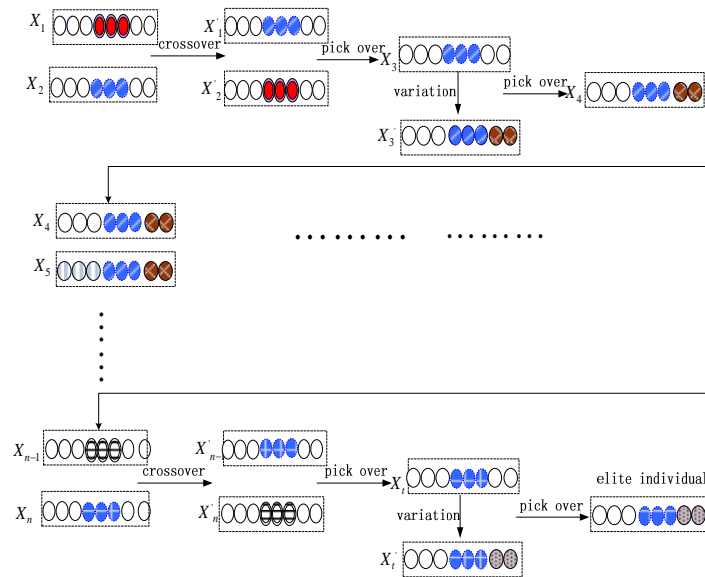 X1
X'1
crossover
pick over
X3
X2
X'2
variation
pick over
X4
X'3
X4
X5
Xn-1
X'n-1
crossover
pick over
Xt
elite individual
Xn
X'n
variation
pick over
X't